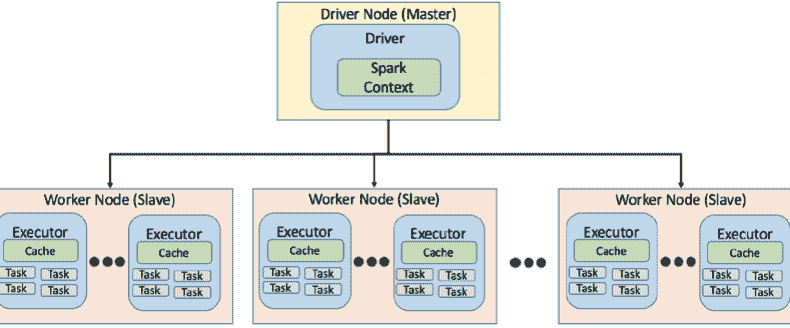 Driver Node (Master)
Driver
Spark
Context
Worker Node (Slave)
Executor
Cache
Task Task
Task Task
Executor
Cache
Task Task
Task Task
Worker Node (Slave)
Executor
Cache
Task Task
Task Task
Executor
Cache
Task Task
Task Task
Worker Node (Slave)
Executor
Cache
Task Task
Task Task
Executor
Cache
Task Task
Task Task